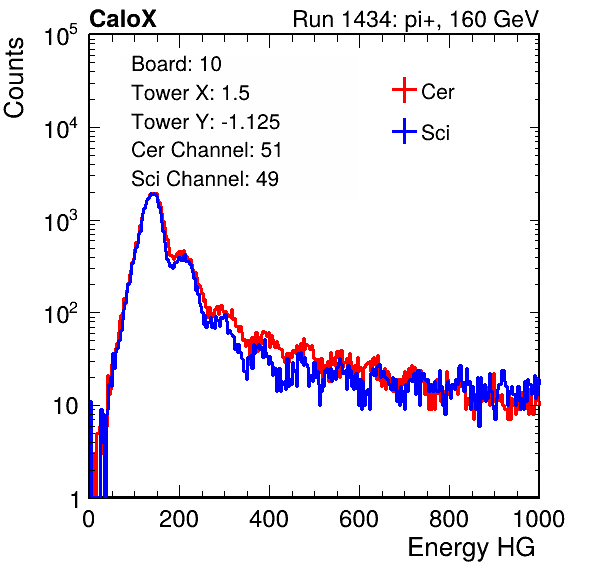 CaloX Run 1434: pi+, 160 GeV
Board: 10
Tower X: 1.5
Tower Y: -1.125
Cer Channel: 51
Sci Channel: 49
Cer
Sci
Counts
10^5
10^4
10^3
10^2
10
1
0 200 400 600 800 1000
Energy HG